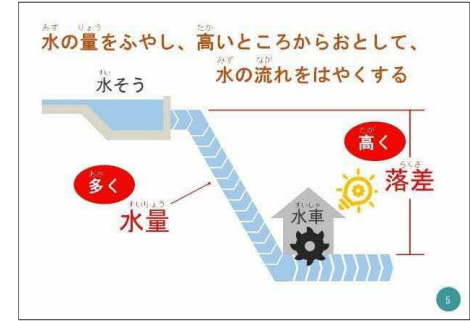 水の量をふやし、高いところからおとして、
水の流れをはやくする
水そう
高く
多く
落差
水量
水車
5